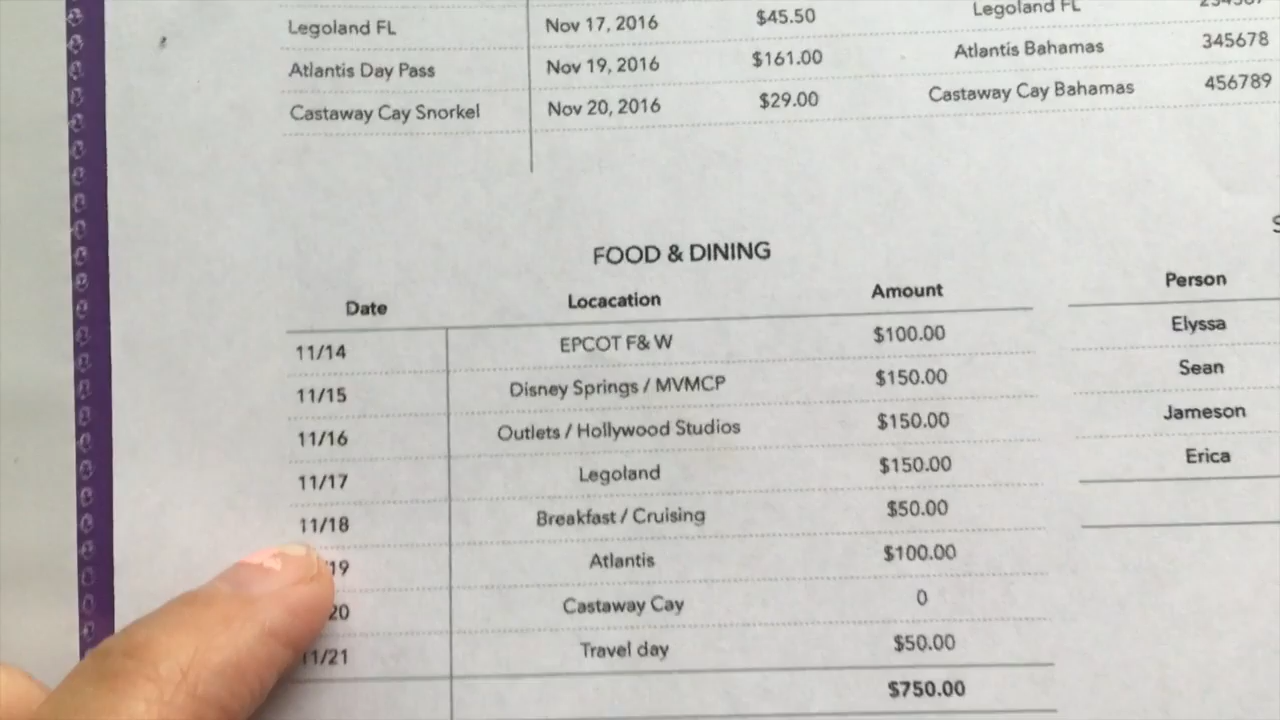 Legoland FL Nov 17, 2016 $45.50 Legoland FL
Atlantis Day Pass Nov 19, 2016 $161.00 Atlantis Bahamas 345678
Castaway Cay Snorkel Nov 20, 2016 $29.00 Castaway Cay Bahamas 456789
FOOD & DINING
Date Locacation Amount
11/14 EPCOT F& W $100.00
11/15 Disney Springs / MVMCP $150.00
11/16 Outlets / Hollywood Studios $150.00
11/17 Legoland $150.00
11/18 Breakfast / Cruising $50.00
/19 Atlantis $100.00
20 Castaway Cay 0
11/21 Travel day $50.00
$750.00
Person
Elyssa
Sean
Jameson
Erica